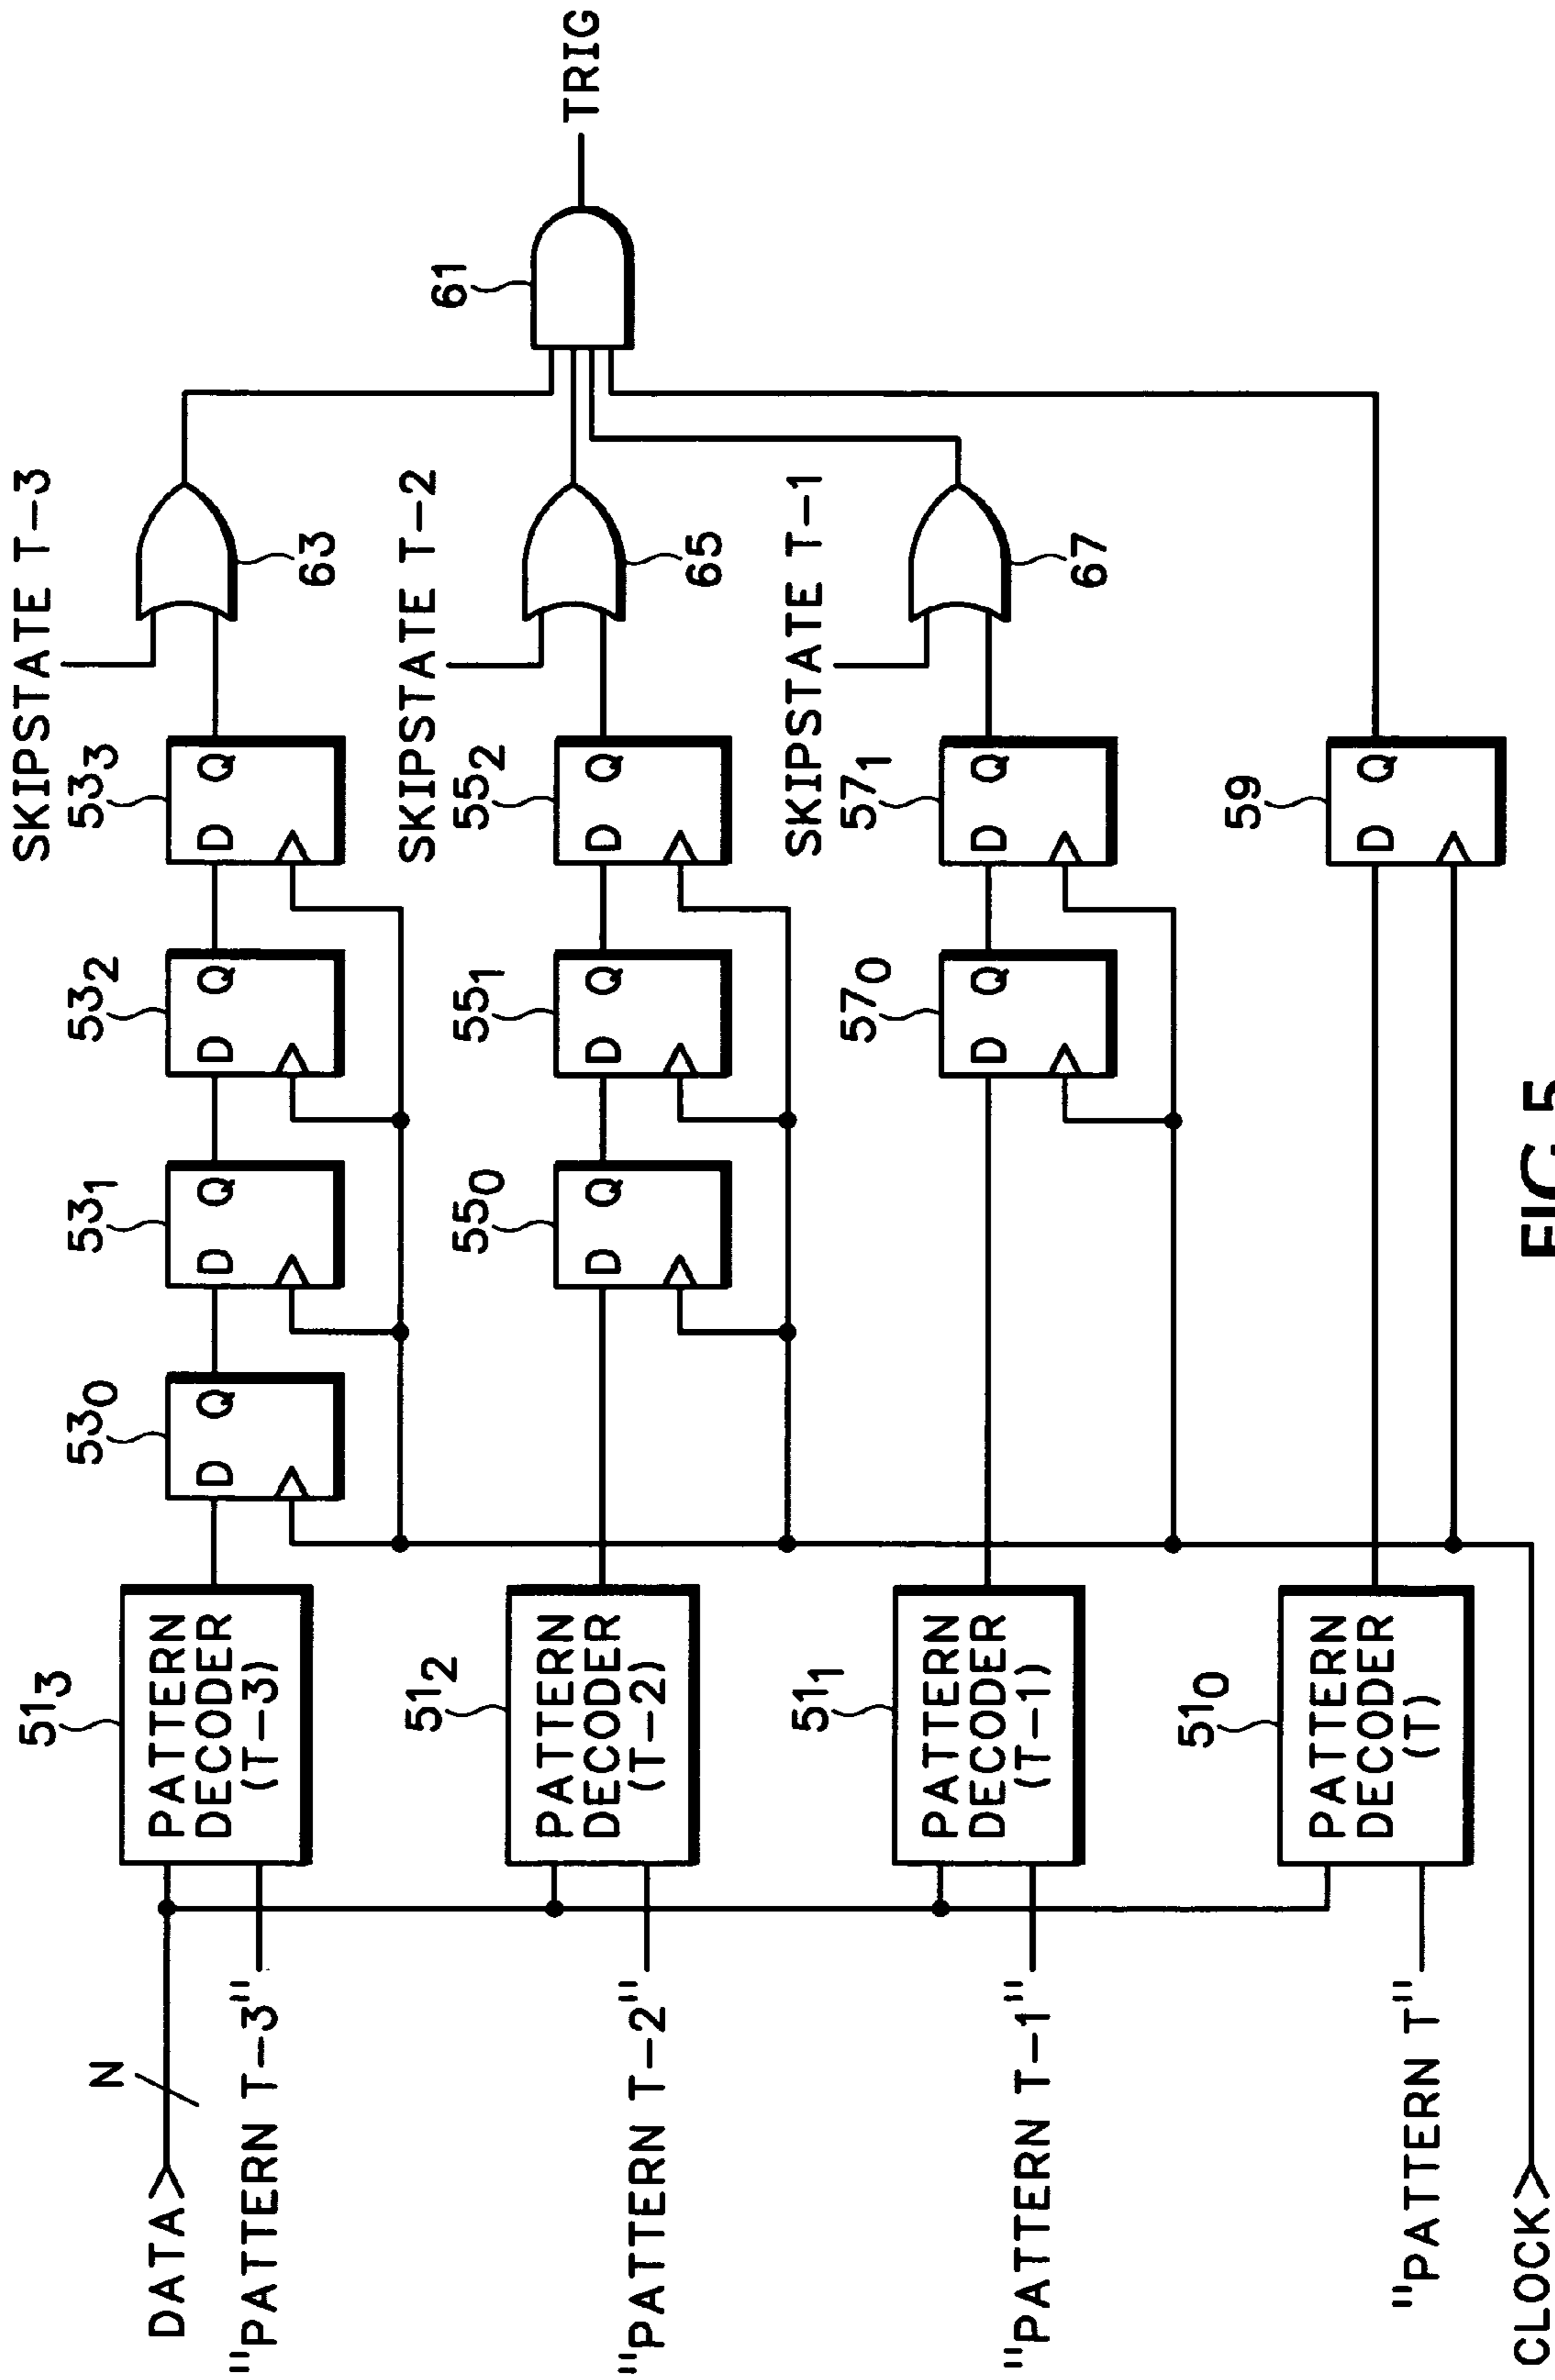 DATA>
N
"PATTERN T-3"
513
PATTERN
DECODER
(T-3)
530
D Q
531
D Q
532
D Q
533
D Q
SKIPSTATE T-3
63
"PATTERN T-2"
512
PATTERN
DECODER
(T-2)
550
D Q
551
D Q
552
D Q
SKIPSTATE T-2
65
61
TRIG
"PATTERN T-1"
511
PATTERN
DECODER
(T-1)
570
D Q
571
D Q
SKIPSTATE T-1
67
"PATTERN T"
510
PATTERN
DECODER
(T)
59
D Q
CLOCK>
FIG. 5